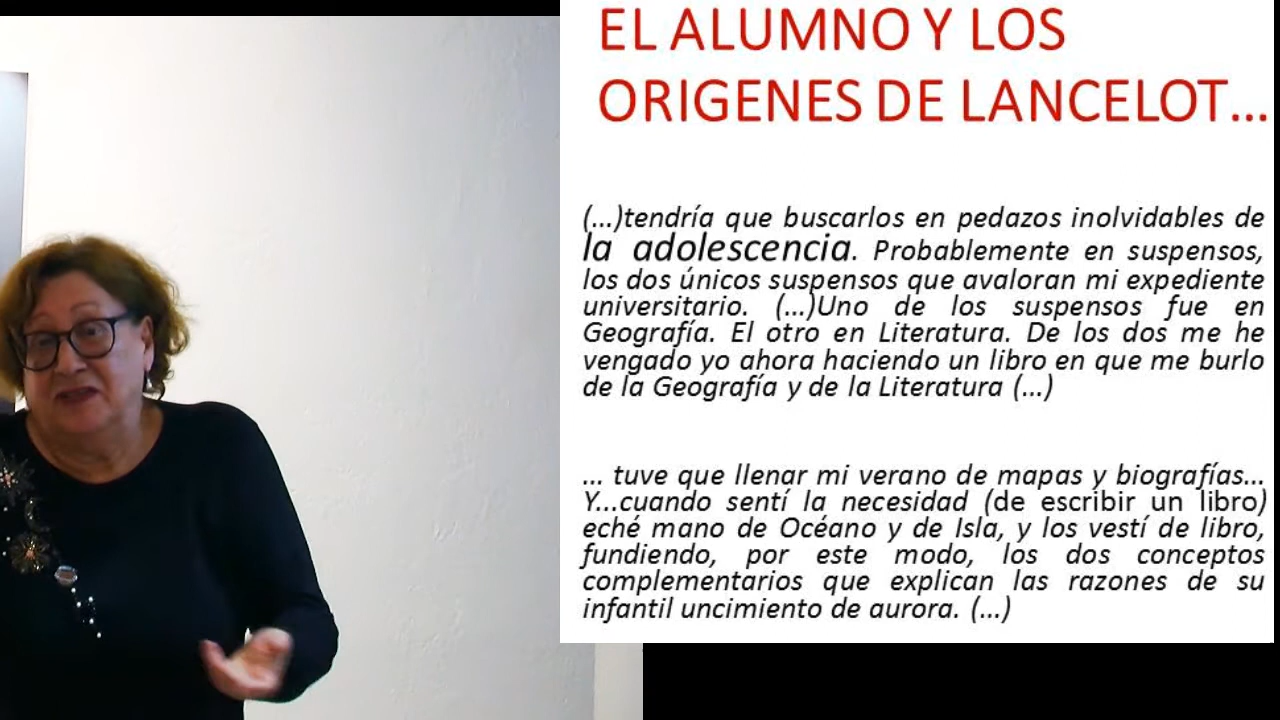 EL ALUMNO Y LOS
ORIGENES DE LANCELOT...
(...)tendría que buscarlos en pedazos inolvidables de
la adolescencia. Probablemente en suspensos,
los dos únicos suspensos que avaloran mi expediente
universitario. (...)Uno de los suspensos fue en
Geografía. El otro en Literatura. De los dos me he
vengado yo ahora haciendo un libro en que me burlo
de la Geografía y de la Literatura (...)
... tuve que llenar mi verano de mapas y biografías...
Y...cuando sentí la necesidad (de escribir un libro)
eché mano de Océano y de Isla, y los vestí de libro,
fundiendo, por este modo, los dos conceptos
complementarios que explican las razones de su
infantil uncimiento de aurora. (...)